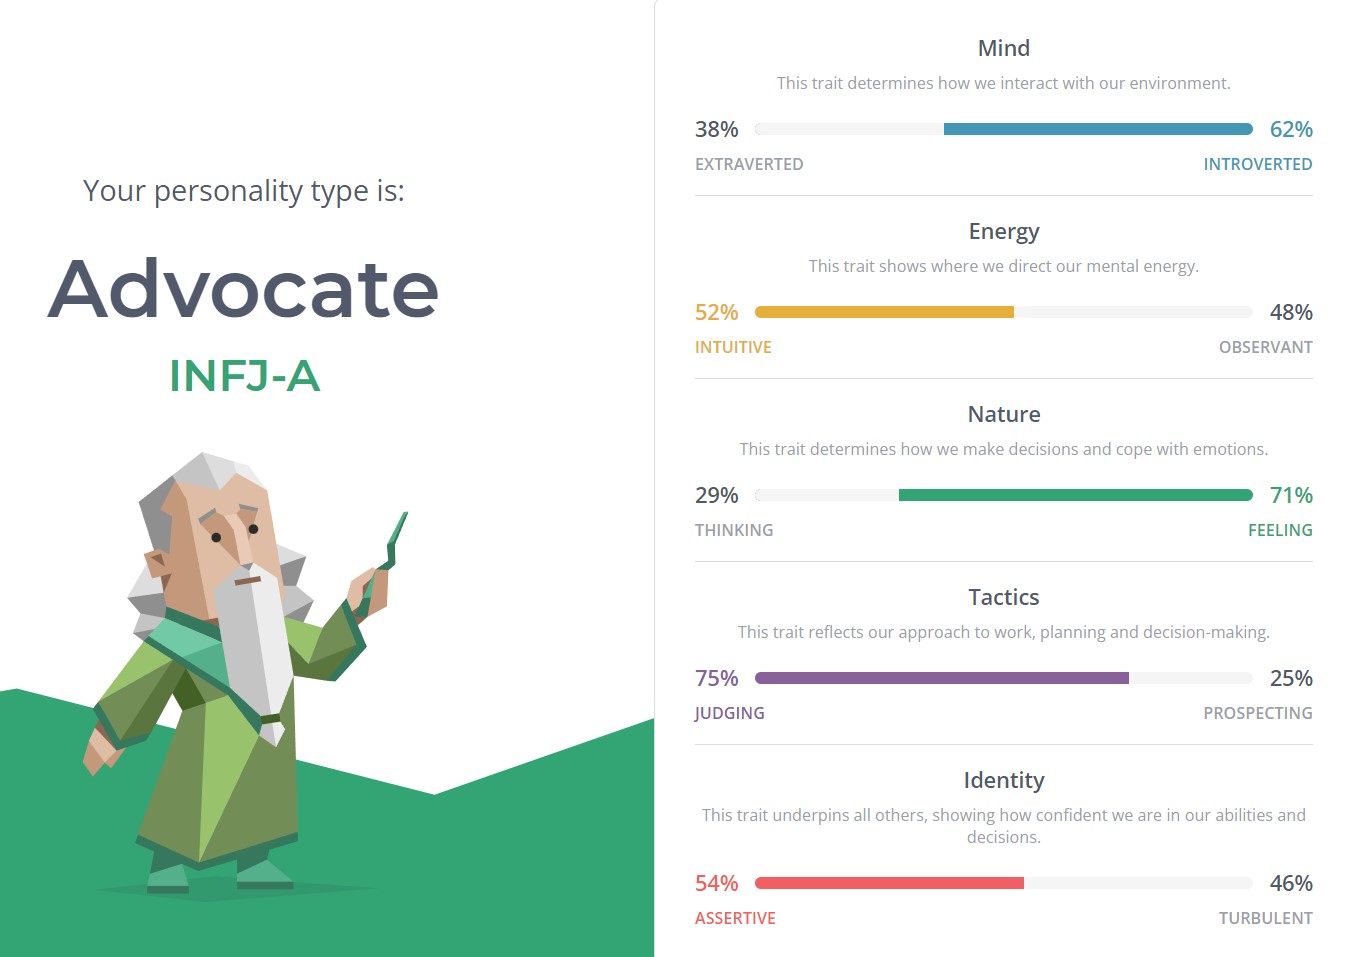 Your personality type is:
Advocate
INFJ-A
Mind
This trait determines how we interact with our environment.
38% 62%
EXTRAVERTED INTROVERTED
Energy
This trait shows where we direct our mental energy.
52% 48%
INTUITIVE OBSERVANT
Nature
This trait determines how we make decisions and cope with emotions.
29% 71%
THINKING FEELING
Tactics
This trait reflects our approach to work, planning and decision-making.
75% 25%
JUDGING PROSPECTING
Identity
This trait underpins all others, showing how confident we are in our abilities and
decisions.
54% 46%
ASSERTIVE TURBULENT